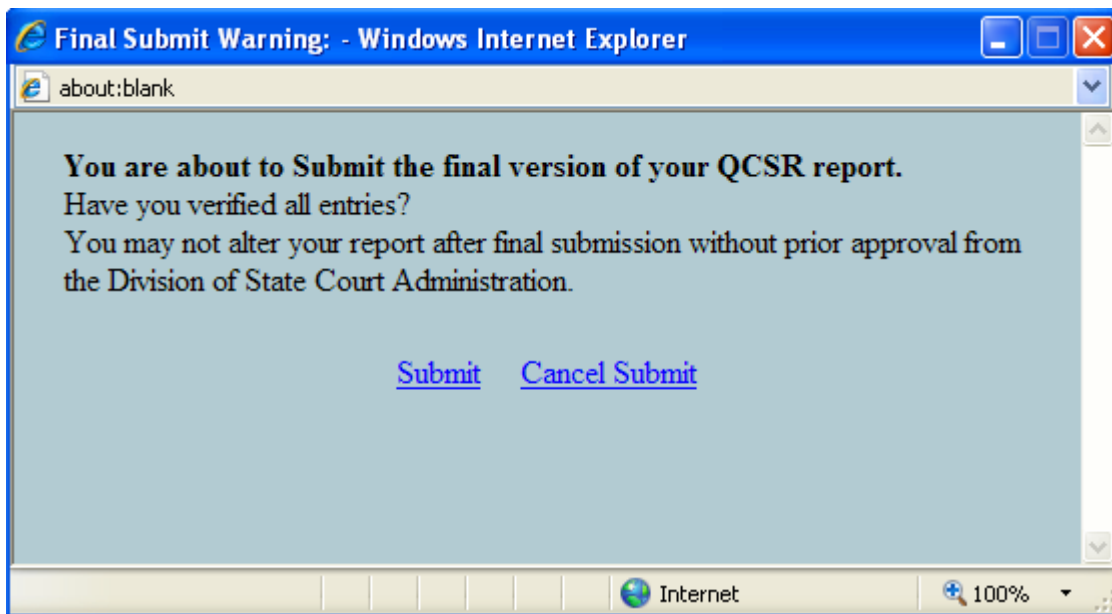 Final Submit Warning: - Windows Internet Explorer
about:blank
You are about to Submit the final version of your QCSR report.
Have you verified all entries?
You may not alter your report after final submission without prior approval from
the Division of State Court Administration.
Submit Cancel Submit
Internet 100%